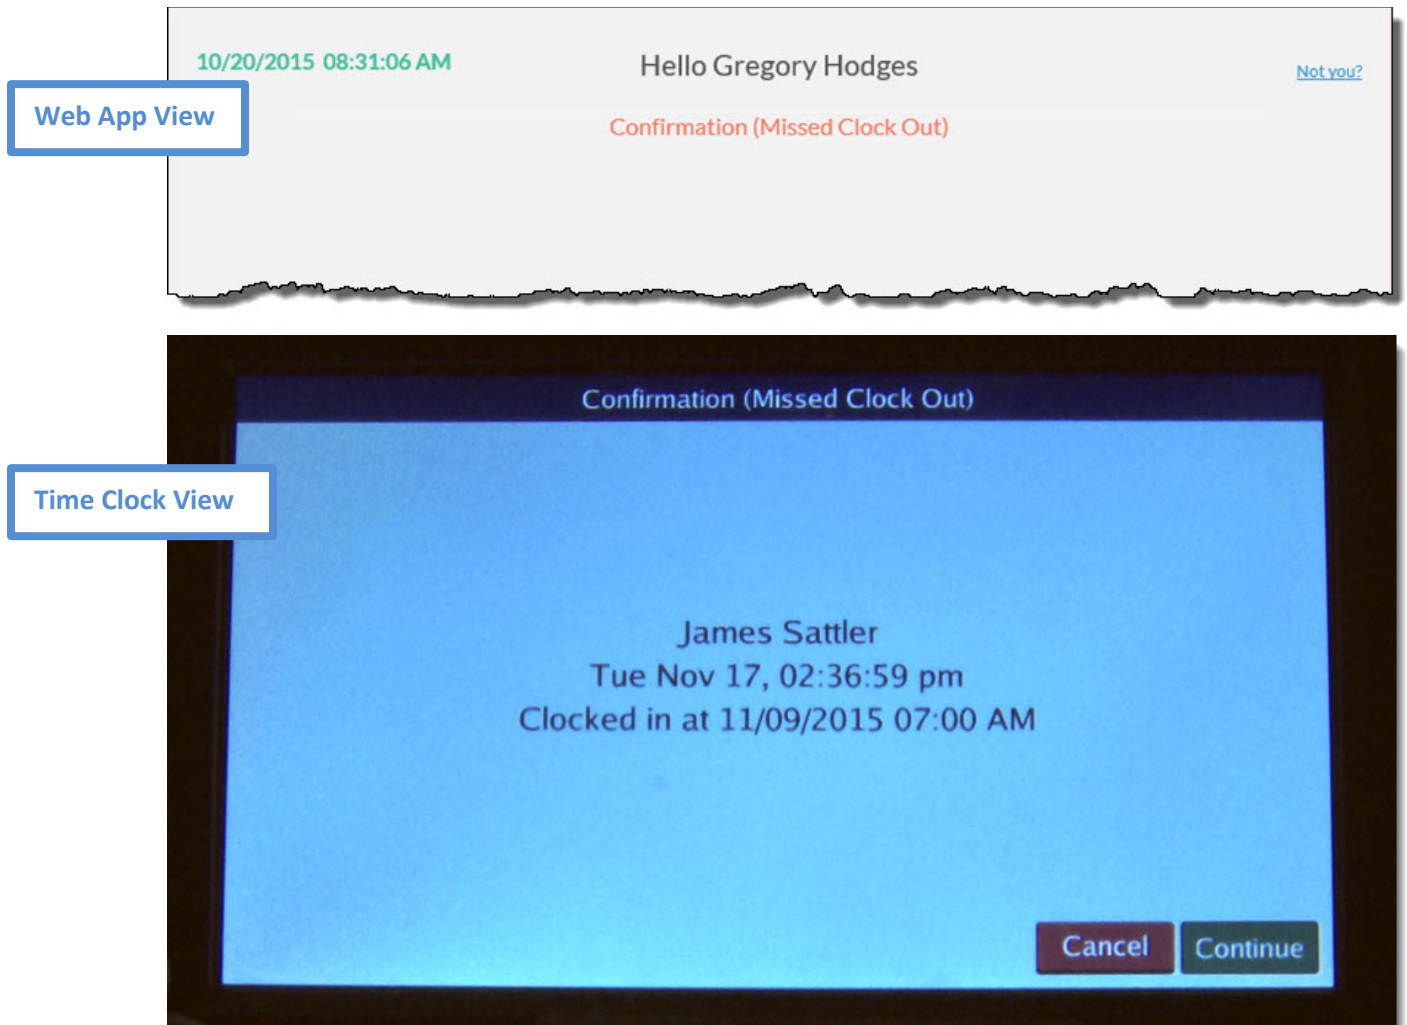 10/20/2015 08:31:06 AM
Hello Gregory Hodges
Not you?
Web App View
Confirmation (Missed Clock Out)
Confirmation (Missed Clock Out)
Time Clock View
James Sattler
Tue Nov 17, 02:36:59 pm
Clocked in at 11/09/2015 07:00 AM
Cancel
Continue